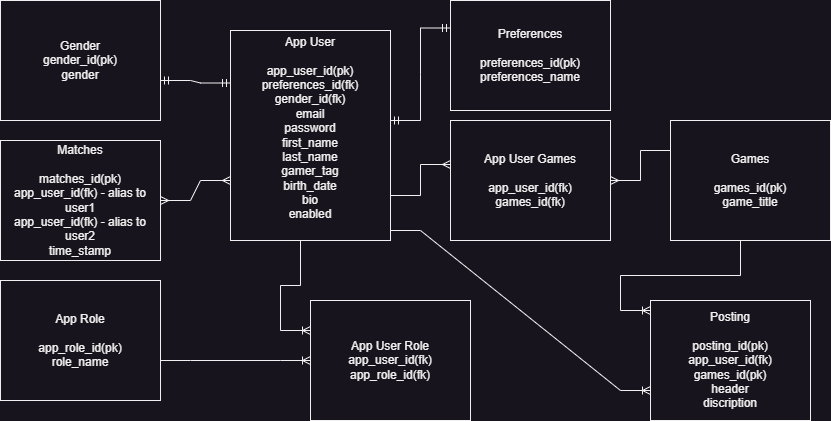 Gender
gender_id(pk)
gender
App User
app_user_id(pk)
preferences_id(fk)
gender_id(fk)
email
password
first_name
last_name
gamer_tag
birth_date
bio
enabled
Preferences
preferences_id(pk)
preferences_name
Matches
matches_id(pk)
app_user_id(fk) - alias to
user1
app_user_id(fk) - alias to
user2
time_stamp
App User Games
app_user_id(fk)
games_id(fk)
Games
games_id(pk)
game_title
App Role
app_role_id(pk)
role_name
App User Role
app_user_id(fk)
app_role_id(fk)
Posting
posting_id(pk)
app_user_id(fk)
games_id(pk)
header
discription